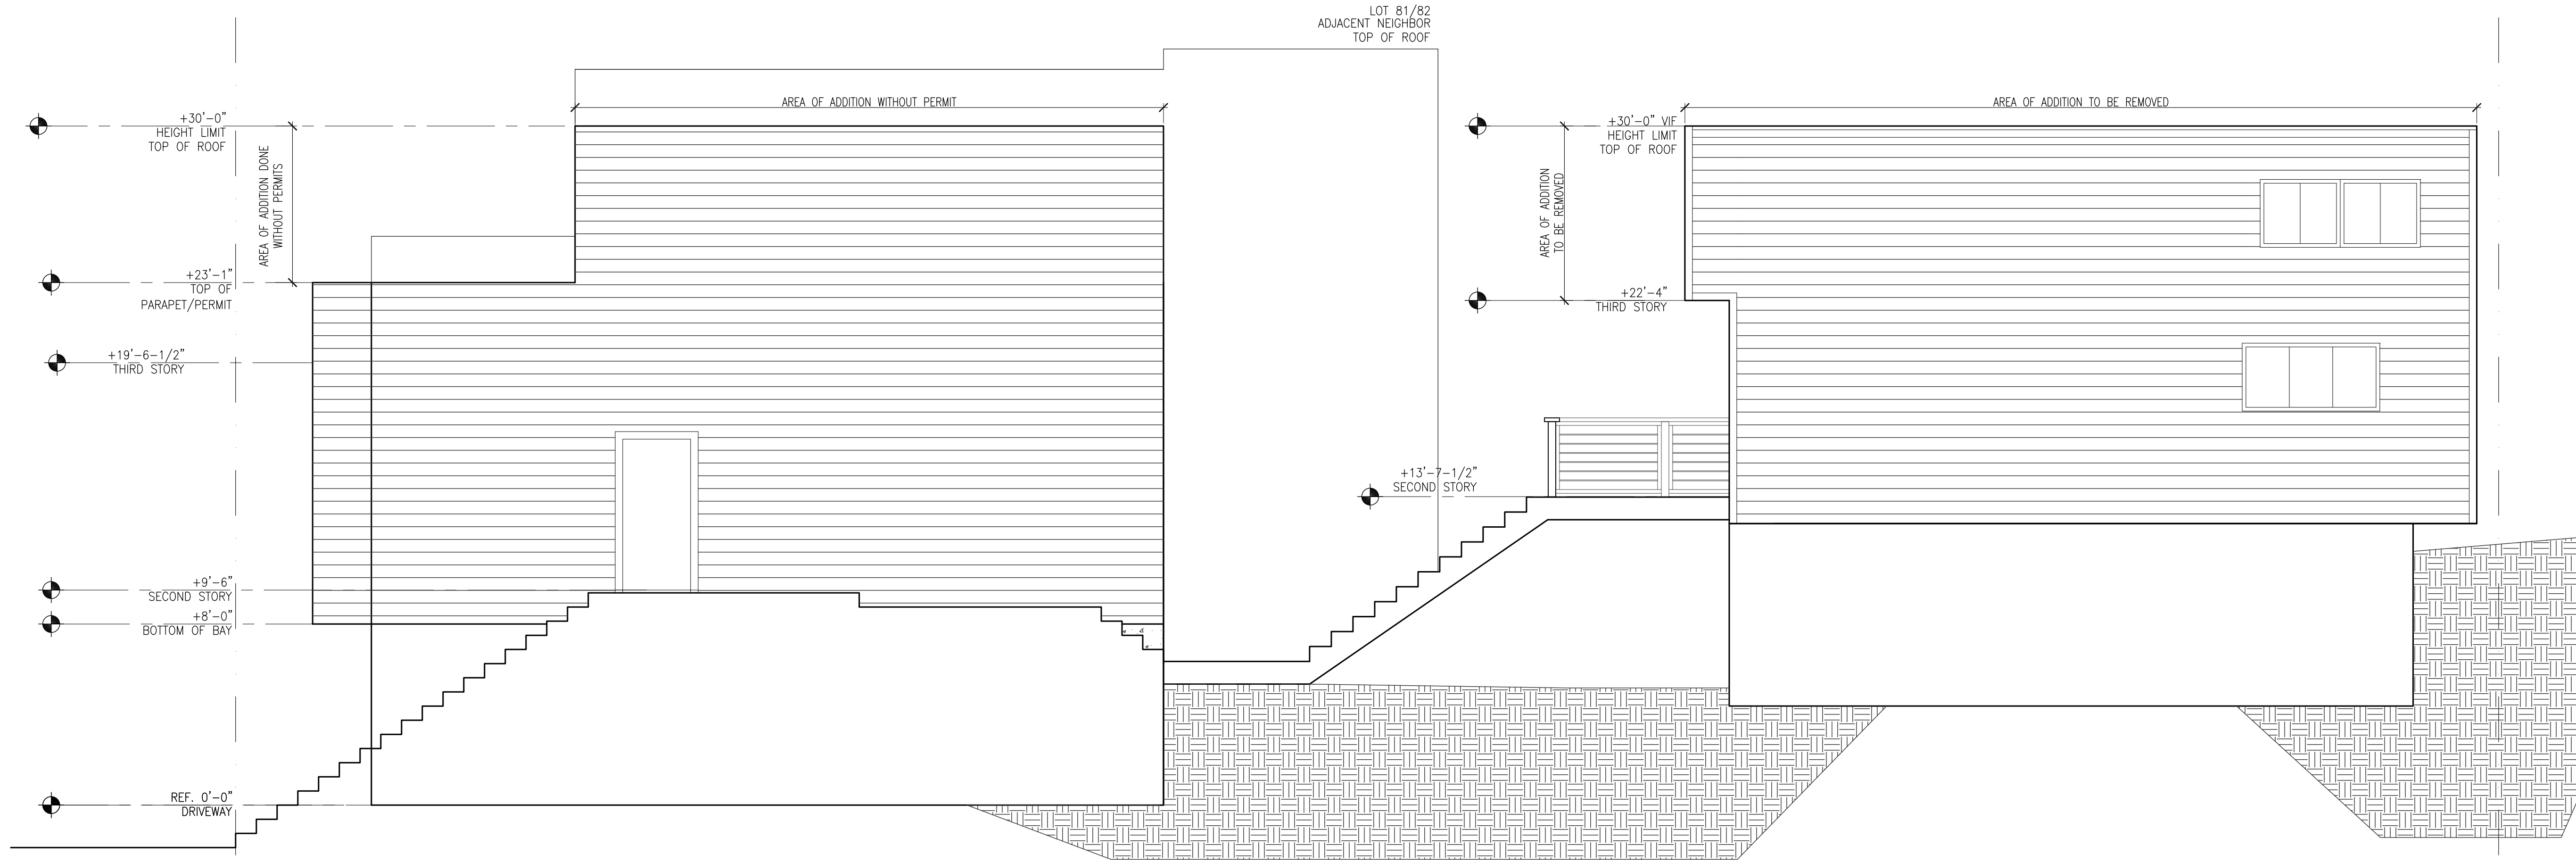 LOT 81/82
ADJACENT NEIGHBOR
TOP OF ROOF
AREA OF ADDITION WITHOUT PERMIT
AREA OF ADDITION TO BE REMOVED
+30'-0"
HEIGHT LIMIT
TOP OF ROOF
AREA OF ADDITION DONE
WITHOUT PERMITS
+23'-1"
TOP OF
PARAPET/PERMIT
+19'-6-1/2"
THIRD STORY
+9'-6"
SECOND STORY
+8'-0"
BOTTOM OF BAY
REF. 0'-0"
DRIVEWAY
+30'-0" VIF
HEIGHT LIMIT
TOP OF ROOF
AREA OF ADDITION
TO BE REMOVED
+22'-4"
THIRD STORY
+13'-7-1/2"
SECOND STORY